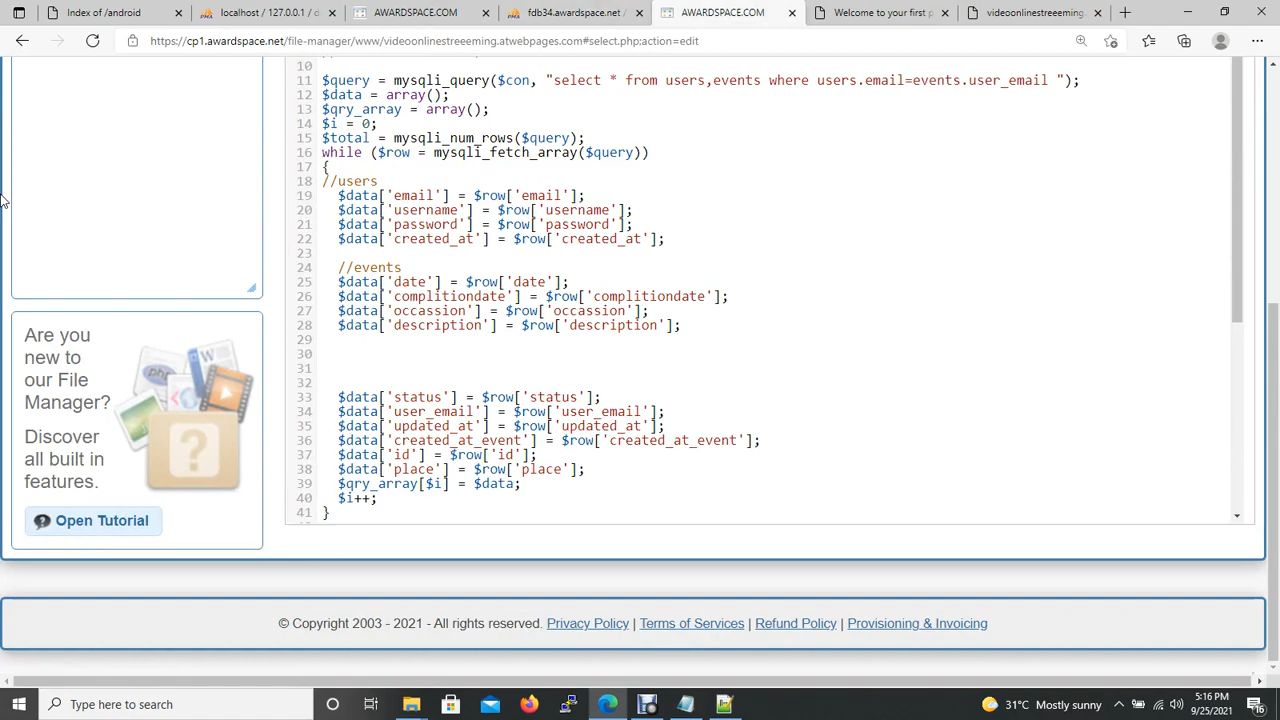 Index of /android
localhost / 127.0.0.1 / d
AWARDSPACE.COM
fdb34.awardspace.net /
AWARDSPACE.COM
Welcome to your first p
videoonlinestreeeming
https://cp1.awardspace.net/file-manager/www/videoonlinestreeeming.atwebpages.com#select.php;action=edit
10
11 $query = mysqli_query($con, "select * from users,events where users.email=events.user_email ");
12 $data = array();
13 $qry_array = array();
14 $i = 0;
15 $total = mysqli_num_rows($query);
16 while ($row = mysqli_fetch_array($query))
17 {
18 //users
19 $data['email'] = $row['email'];
20 $data['username'] = $row['username'];
21 $data['password'] = $row['password'];
22 $data['created_at'] = $row['created_at'];
23
24 //events
25 $data['date'] = $row['date'];
26 $data['complitiondate'] = $row['complitiondate'];
27 $data['occassion'] = $row['occassion'];
28 $data['description'] = $row['description'];
29
30
31
32
33 $data['status'] = $row['status'];
34 $data['user_email'] = $row['user_email'];
35 $data['updated_at'] = $row['updated_at'];
36 $data['created_at_event'] = $row['created_at_event'];
37 $data['id'] = $row['id'];
38 $data['place'] = $row['place'];
39 $qry_array[$i] = $data;
40 $i++;
41 }
Are you
new to
our File
Manager?
Discover
all built in
features.
Open Tutorial
© Copyright 2003 - 2021 - All rights reserved. Privacy Policy | Terms of Services | Refund Policy | Provisioning & Invoicing
Type here to search
31°C Mostly sunny
5:16 PM
9/25/2021
16